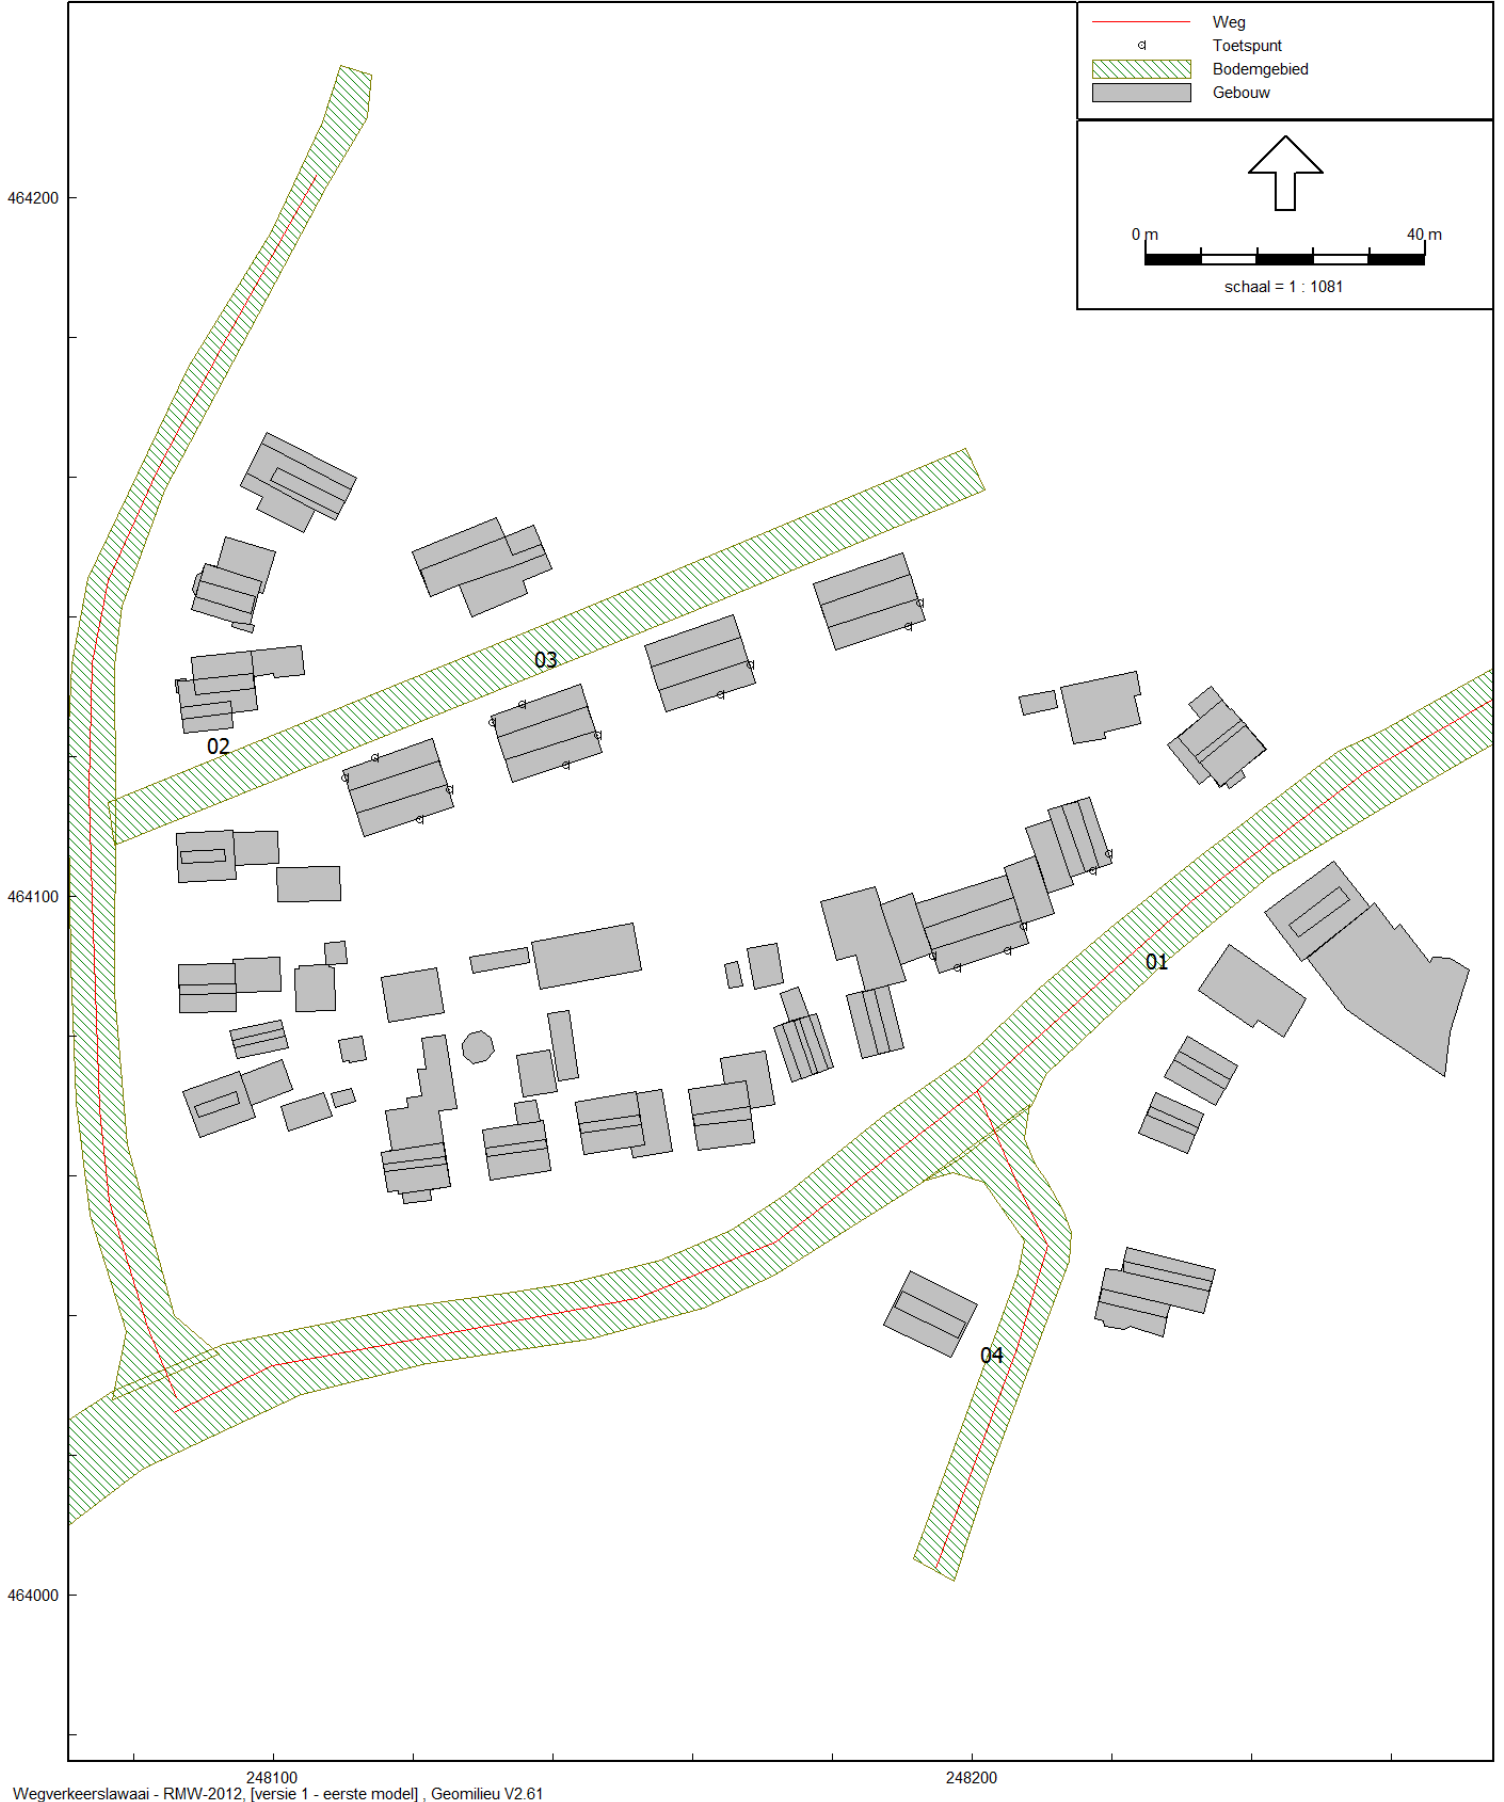 Weg
Toetspunt
Bodemgebied
Gebouw
0 m 40 m
schaal = 1 : 1081
464200
03
02
464100
01
04
464000
248100 248200
Wegverkeerslawaai - RMW-2012, [versie 1 - eerste model] , Geomilieu V2.61